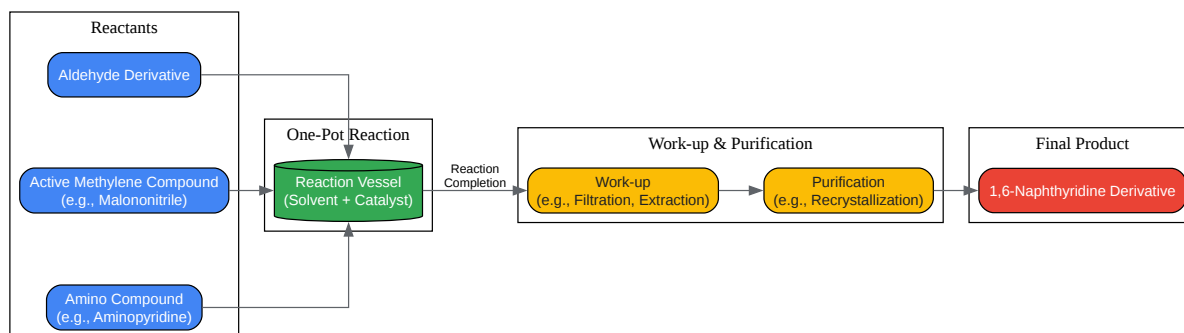 Reactants
Aldehyde Derivative
Active Methylene Compound
(e.g., Malononitrile)
Amino Compound
(e.g., Aminopyridine)
One-Pot Reaction
Reaction Vessel
(Solvent + Catalyst)
Reaction
Completion
Work-up & Purification
Work-up
(e.g., Filtration, Extraction)
Purification
(e.g., Recrystallization)
Final Product
1,6-Naphthyridine Derivative